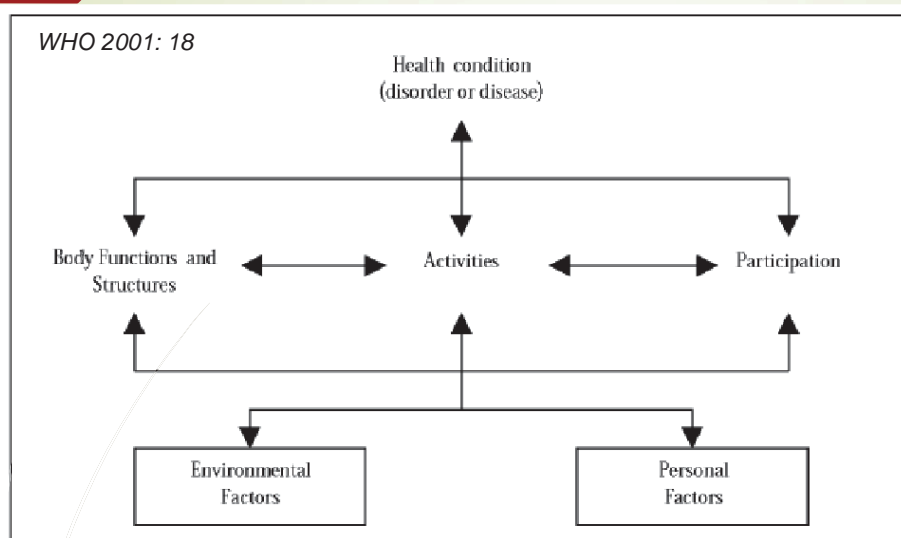 WHO 2001: 18
Health condition
(disorder or disease)
Body Functions and
Structures
Activities
Participation
Environmental
Factors
Personal
Factors